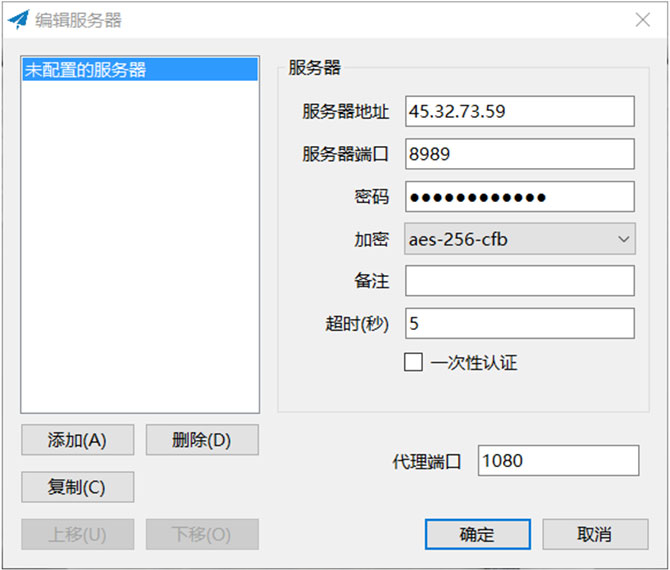 编辑服务器
未配置的服务器
服务器
服务器地址 45.32.73.59
服务器端口 8989
密码 ●●●●●●●●●●●●
加密 aes-256-cfb
备注
超时(秒) 5
一次性认证
添加(A) 删除(D)
代理端口 1080
复制(C)
上移(U) 下移(O)
确定 取消